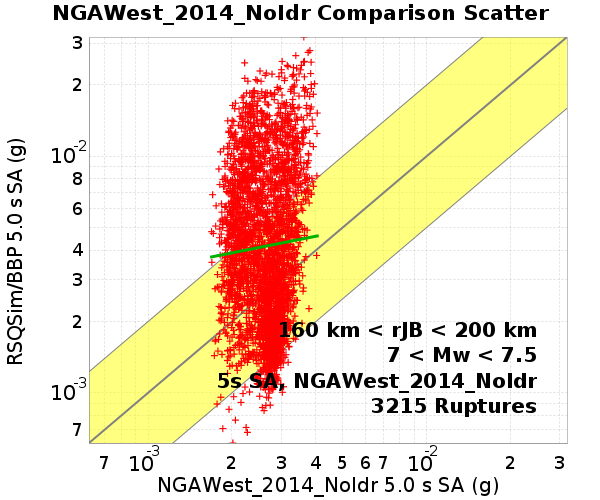 NGAWest_2014_NoIdr Comparison Scatter
3
2
10-2
8
6
4
3
2
10-3
7
RSQSim/BBP 5.0 s SA (g)
160 km < rJB < 200 km
7 < Mw < 7.5
5s SA, NGAWest_2014_NoIdr
3215 Ruptures
7 10-3 2 3 4 5 6 7 10-2 2 3
NGAWest_2014_NoIdr 5.0 s SA (g)